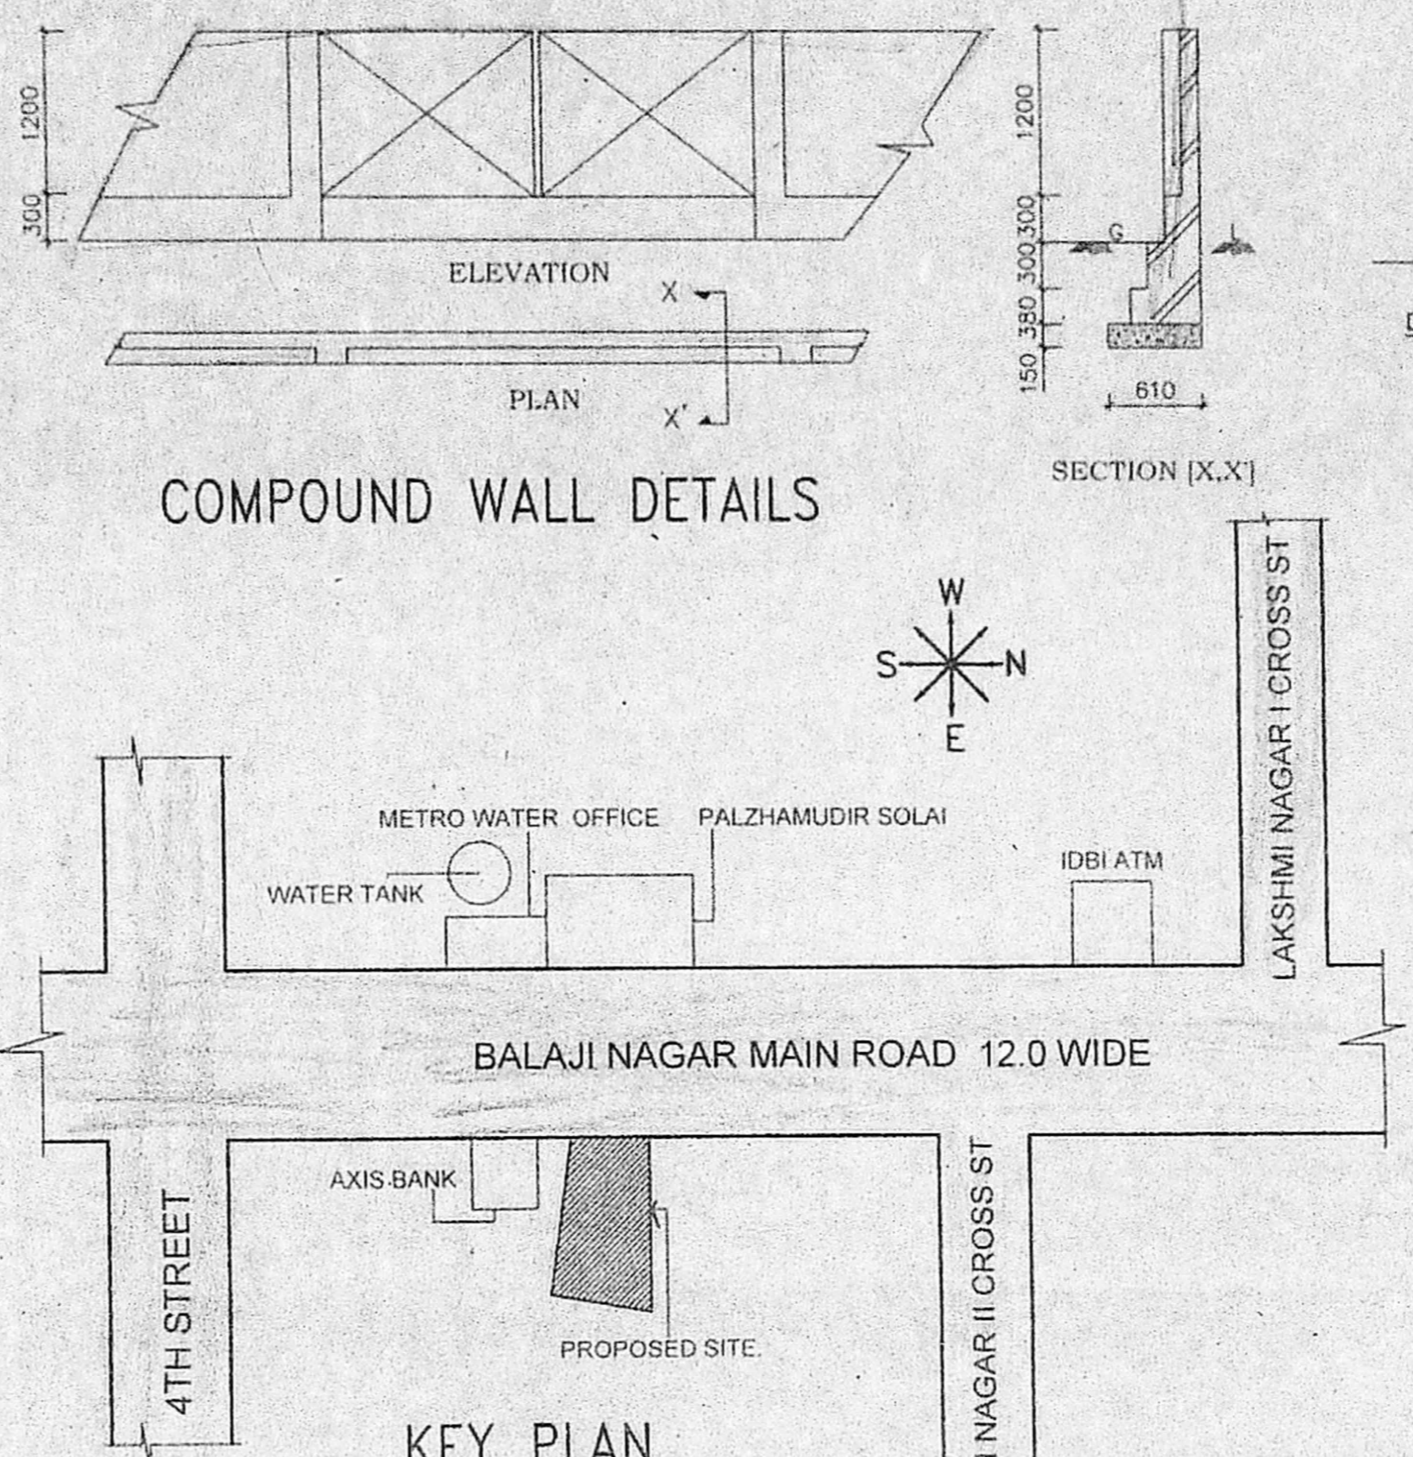 1200
300
ELEVATION
X
PLAN
X'
COMPOUND WALL DETAILS
1200
300
300
380
150
G
610
SECTION [X,X']
W
S N
E
LAKSHMI NAGAR I CROSS ST
METRO WATER OFFICE
PALZHAMUDIR SOLAI
WATER TANK
IDBI ATM
BALAJI NAGAR MAIN ROAD 12.0 WIDE
AXIS BANK
4TH STREET
PROPOSED SITE.
NAGAR II CROSS ST
KEY PLAN